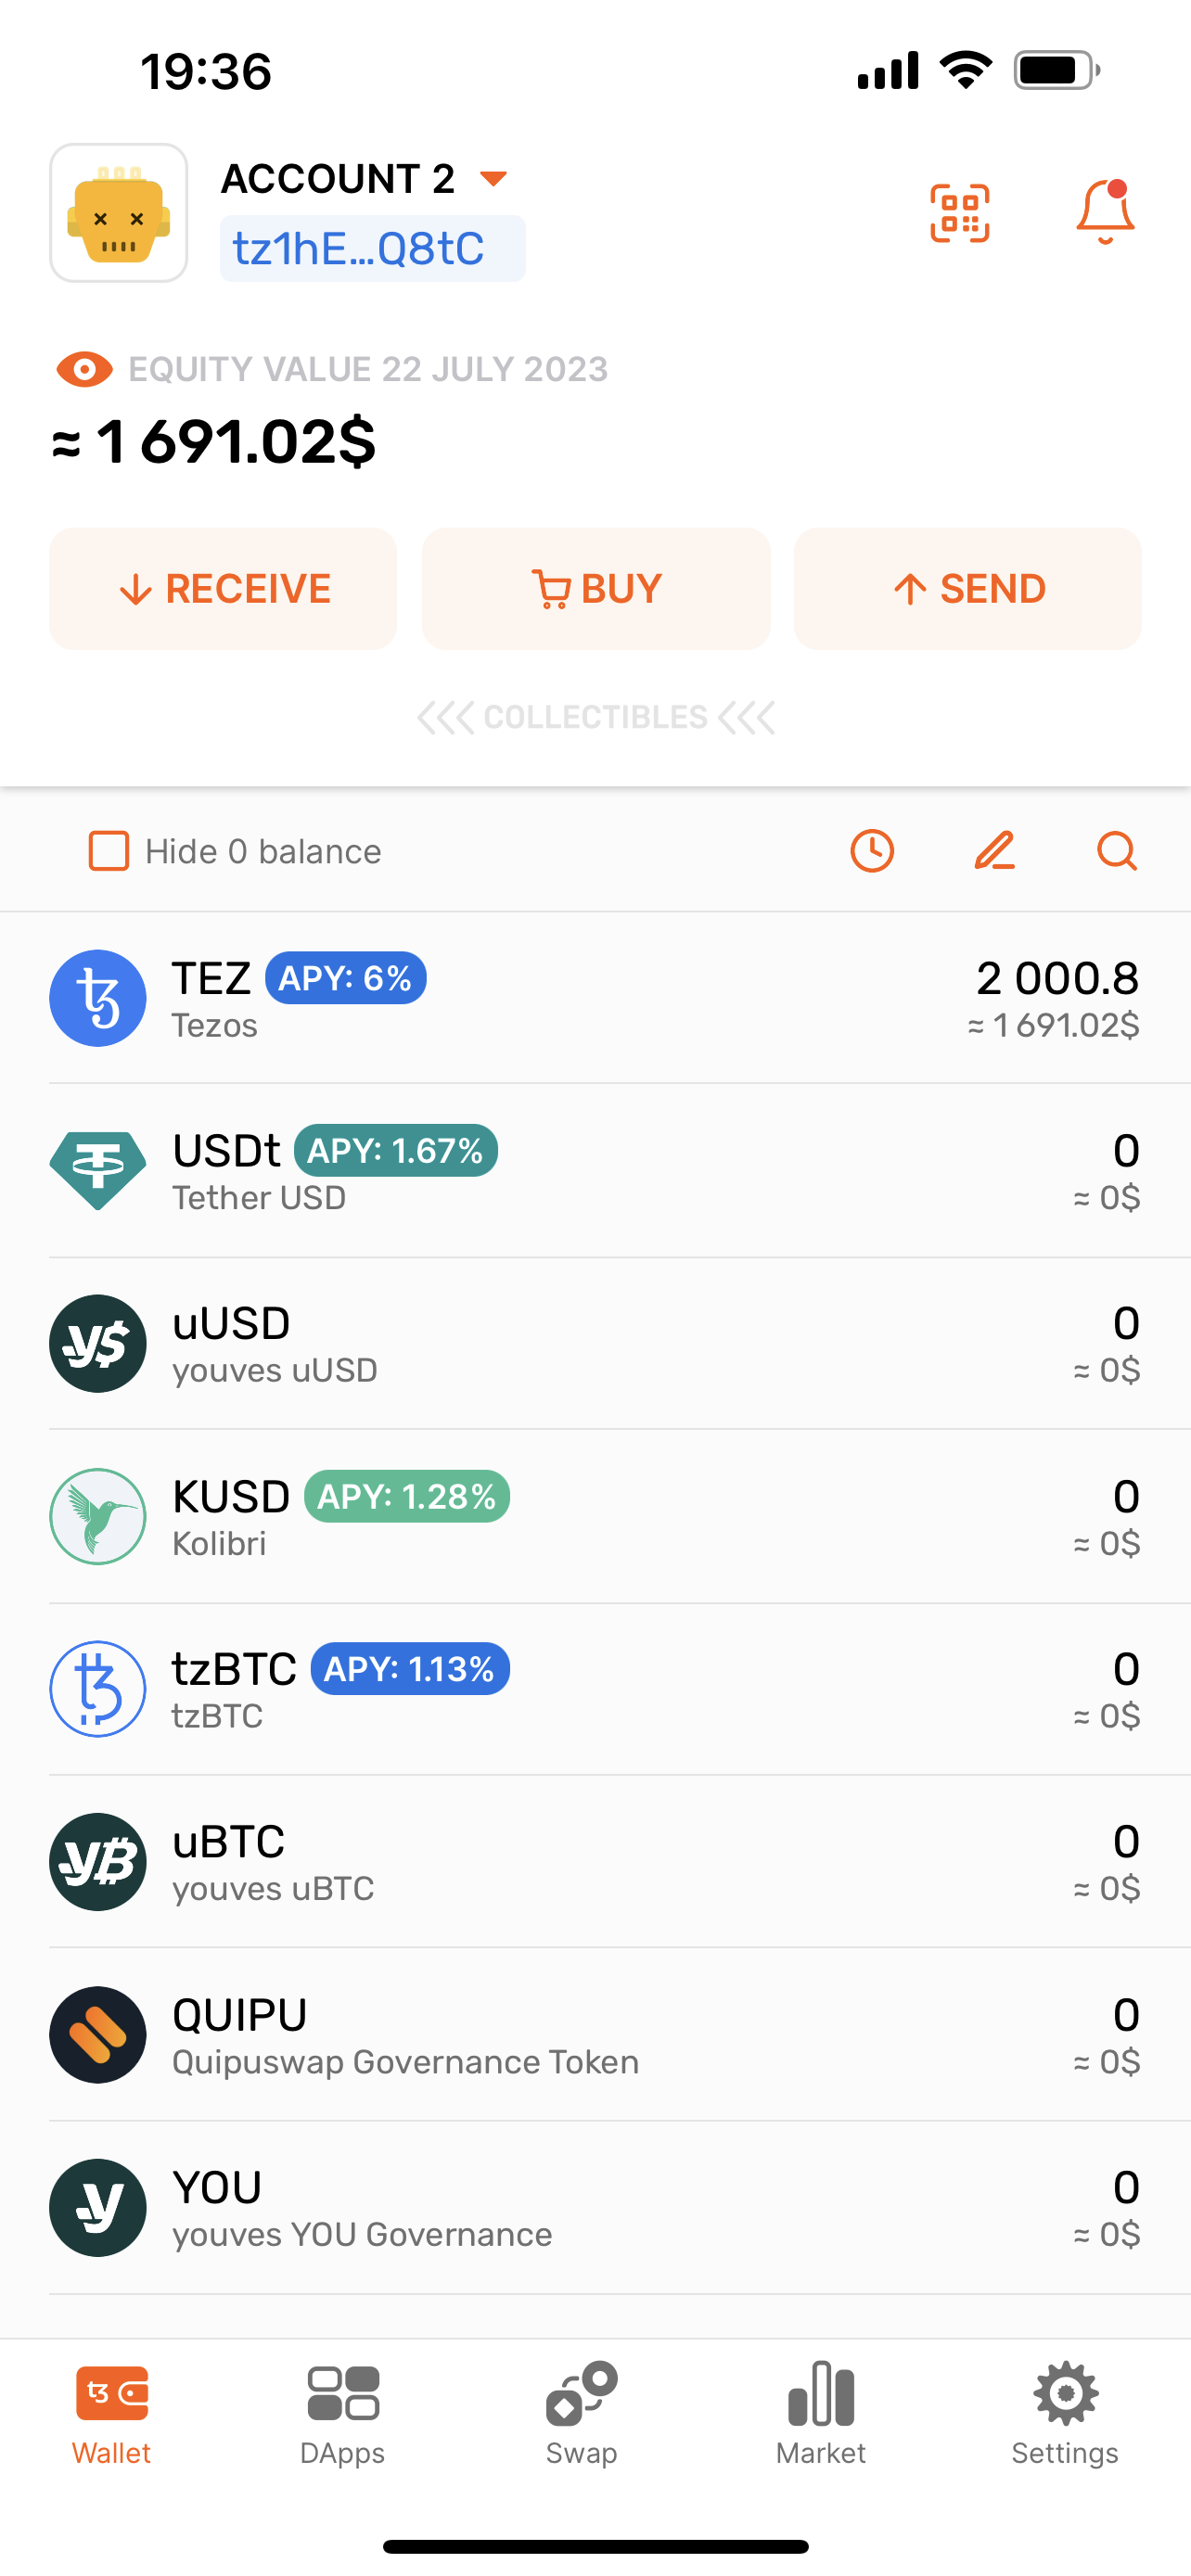 19:36
ACCOUNT 2
tz1hE...Q8tC
EQUITY VALUE 22 JULY 2023
≈ 1 691.02$
RECEIVE
BUY
SEND
COLLECTIBLES
Hide 0 balance
TEZ APY: 6% 2 000.8
Tezos ≈ 1 691.02$
USDt APY: 1.67% 0
Tether USD ≈ 0$
uUSD 0
youves uUSD ≈ 0$
KUSD APY: 1.28% 0
Kolibri ≈ 0$
tzBTC APY: 1.13% 0
tzBTC ≈ 0$
uBTC 0
youves uBTC ≈ 0$
QUIPU 0
Quipuswap Governance Token ≈ 0$
YOU 0
youves YOU Governance ≈ 0$
Wallet
DApps
Swap
Market
Settings